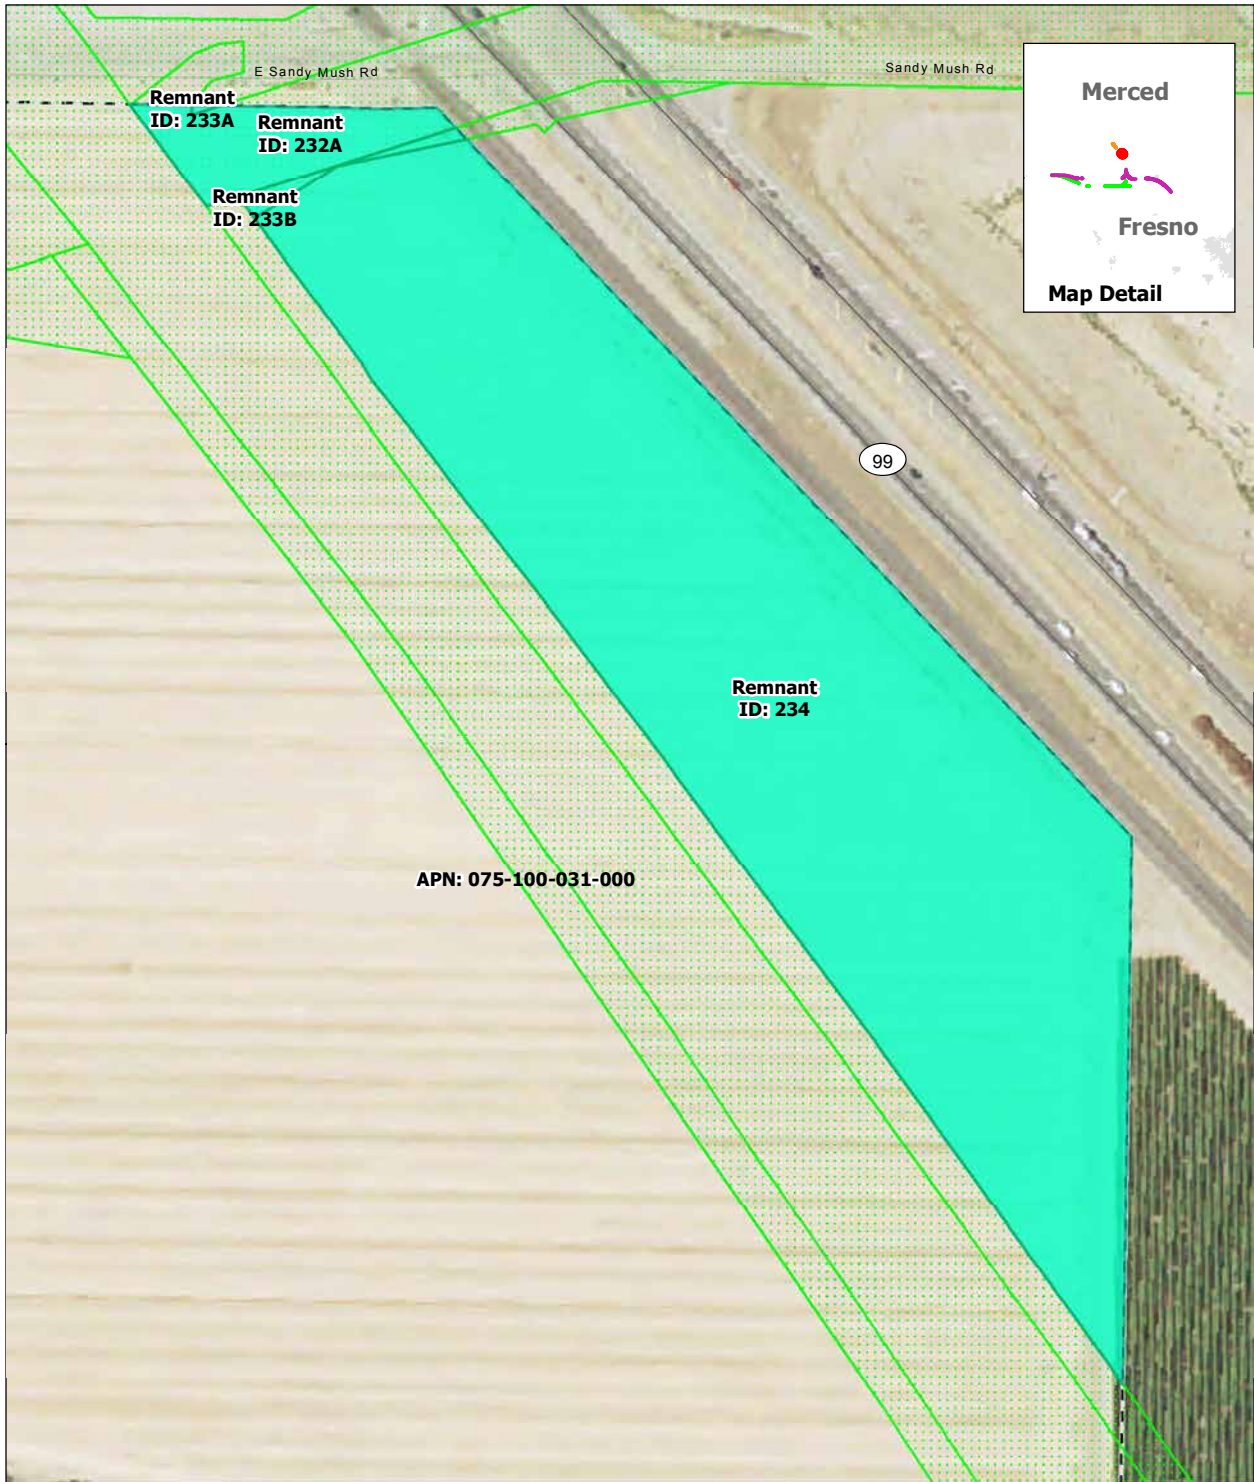 E Sandy Mush Rd
Sandy Mush Rd
Remnant
ID: 233A
Remnant
ID: 232A
Remnant
ID: 233B
Merced
Fresno
Map Detail
99
Remnant
ID: 234
APN: 075-100-031-000